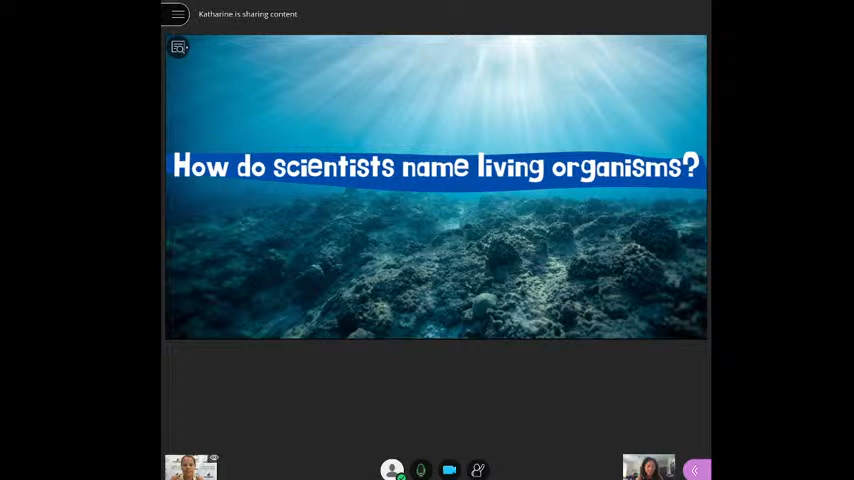 Katharine is sharing content
How do scientists name living organisms?